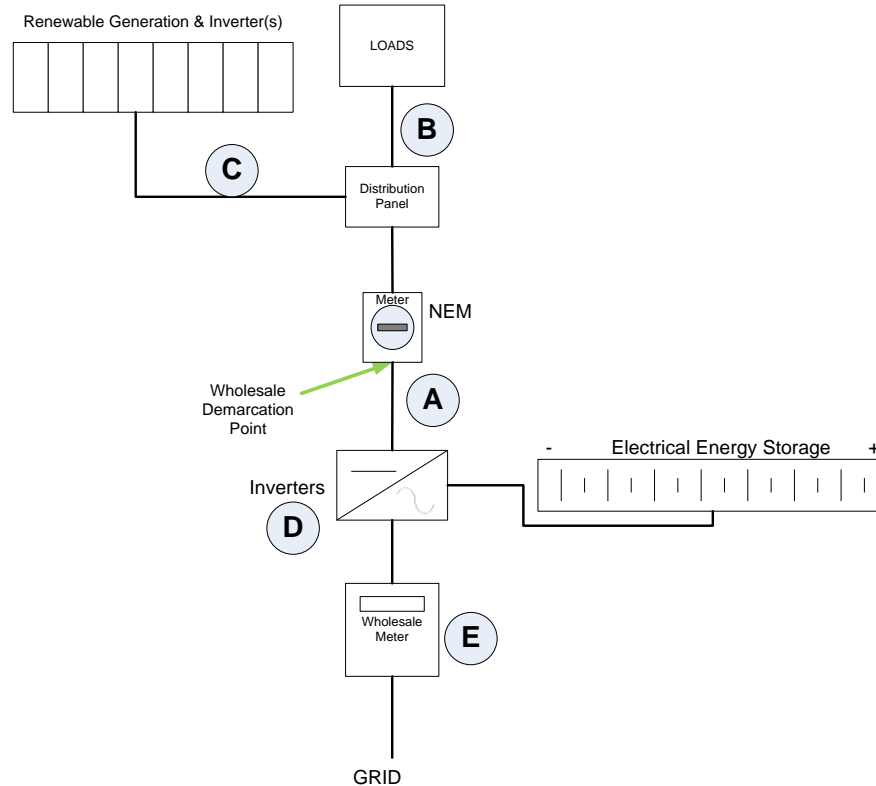 Renewable Generation & Inverter(s)
LOADS
B
C
Distribution
Panel
Meter
NEM
Wholesale
Demarcation
Point
A
- Electrical Energy Storage +
Inverters
D
Wholesale
Meter
E
GRID